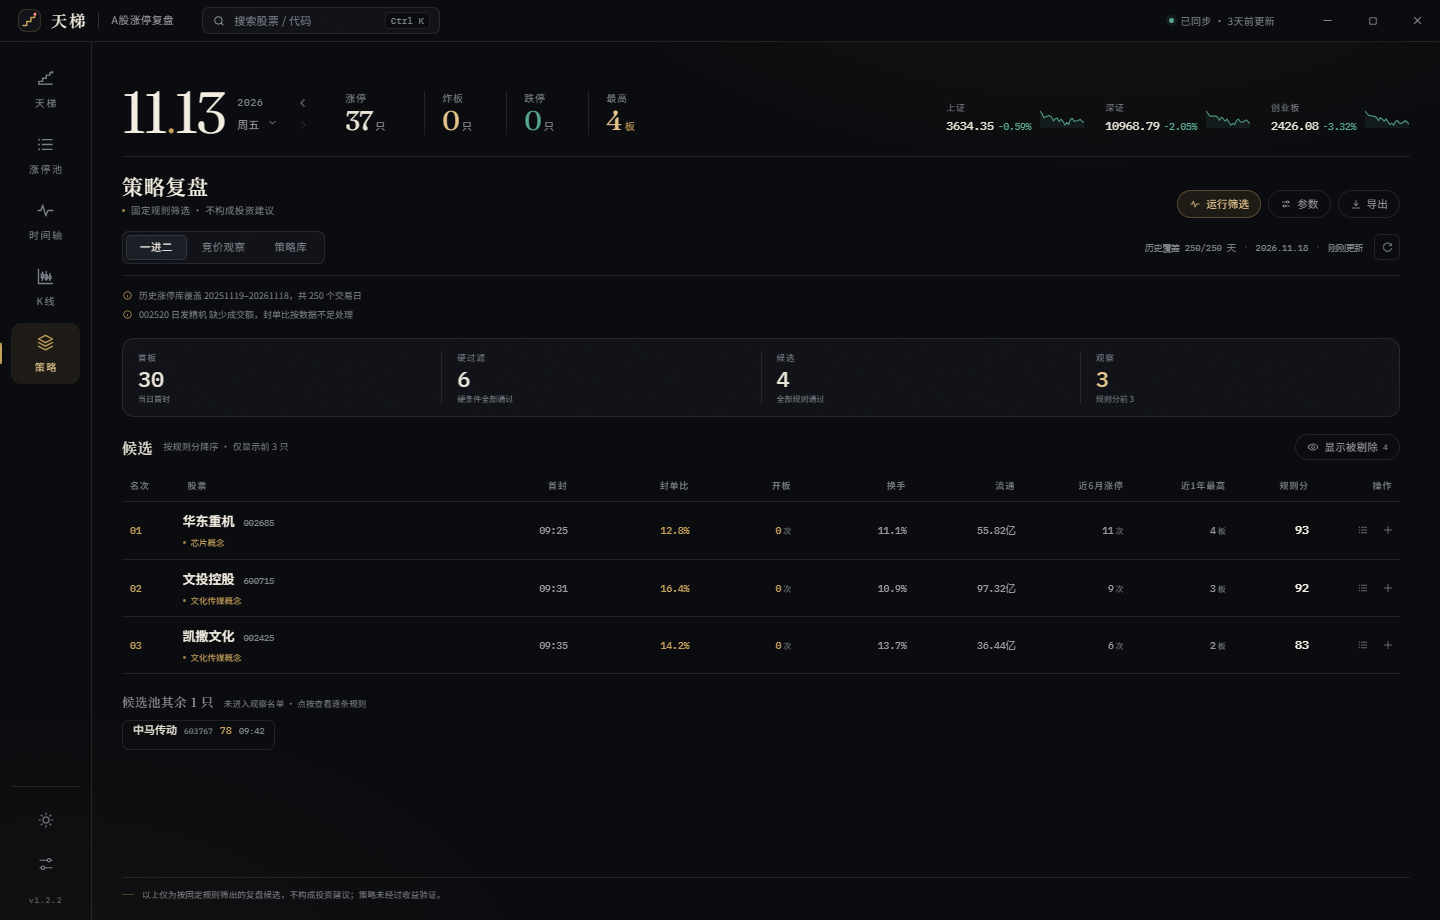 天梯 A股涨停复盘 搜索股票 / 代码 Ctrl K 已同步 · 3天前更新
天梯
涨停池
时间轴
K线
策略
v1.2.2
11.13 2026 周五
涨停 37只
炸板 0只
跌停 0只
最高 4板
上证 3634.35 -0.59%
深证 10968.79 -2.05%
创业板 2426.08 -3.32%
策略复盘
固定规则筛选 · 不构成投资建议
运行筛选 参数 导出
一进二 竞价观察 策略库
历史覆盖 250/250 天 · 2026.11.18 · 刚刚更新
历史涨停库覆盖 20251119–20261118，共 250 个交易日
002520 日发精机 缺少成交额，封单比按数据不足处理
首板 30 当日首封
硬过滤 6 硬条件全部通过
候选 4 全部规则通过
观察 3 规则分前 3
候选 按规则分降序 · 仅显示前 3 只 显示被剔除 4
名次 股票 首封 封单比 开板 换手 流通 近6月涨停 近1年最高 规则分 操作
01 华东重机 002685 09:25 12.8% 0次 11.1% 55.82亿 11次 4板 93
芯片概念
02 文投控股 600715 09:31 16.4% 0次 10.9% 97.32亿 9次 3板 92
文化传媒概念
03 凯撒文化 002425 09:35 14.2% 0次 13.7% 36.44亿 6次 2板 83
文化传媒概念
候选池其余 1 只 未进入观察名单 · 点按查看逐条规则
中马传动 603767 78 09:42
以上仅为按固定规则筛出的复盘候选，不构成投资建议；策略未经过收益验证。